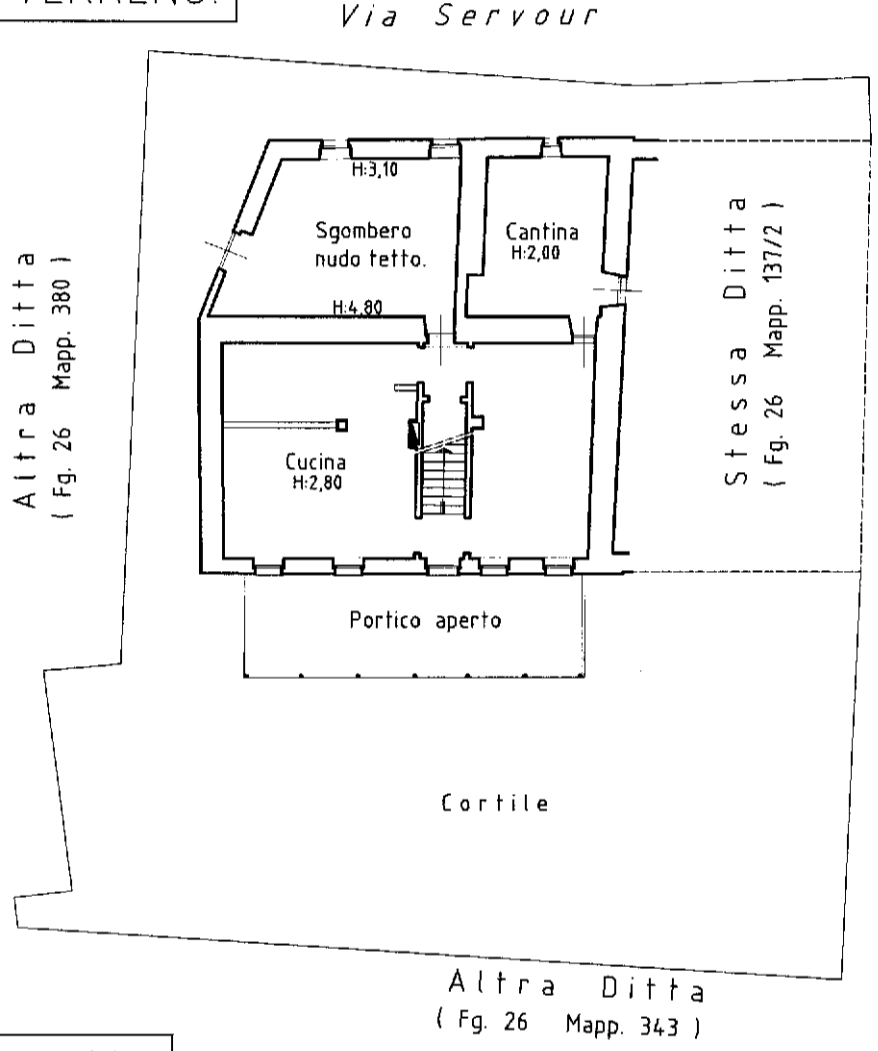 Via Servour
H:3,10
Sgombero
nudo tetto.
H:4,80
Cantina
H:2,00
Altra Ditta
( Fg. 26 Mapp. 380 )
Stessa Ditta
( Fg. 26 Mapp. 137/2 )
Cucina
H:2,80
Portico aperto
Cortile
Altra Ditta
( Fg. 26 Mapp. 343 )